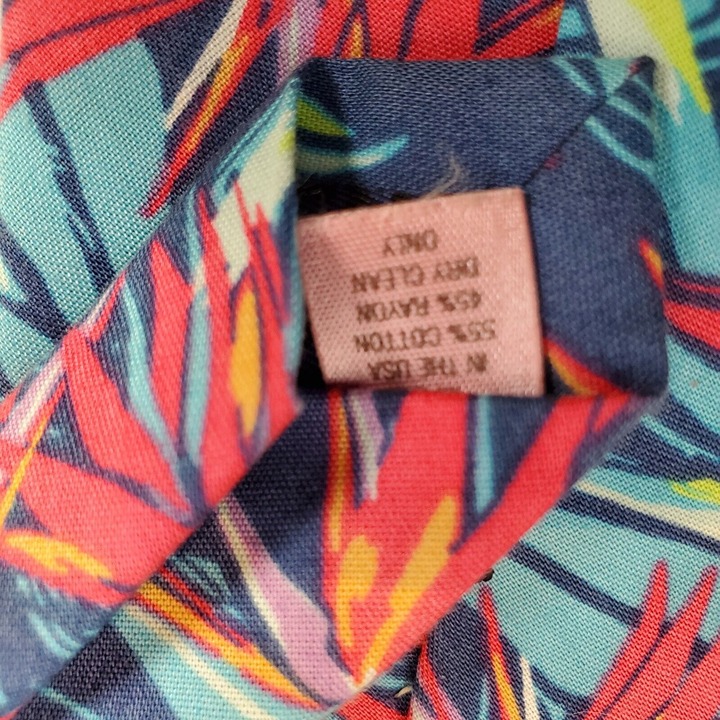 IN THE USA
55% COTTON
45% RAYON
DRY CLEAN
ONLY